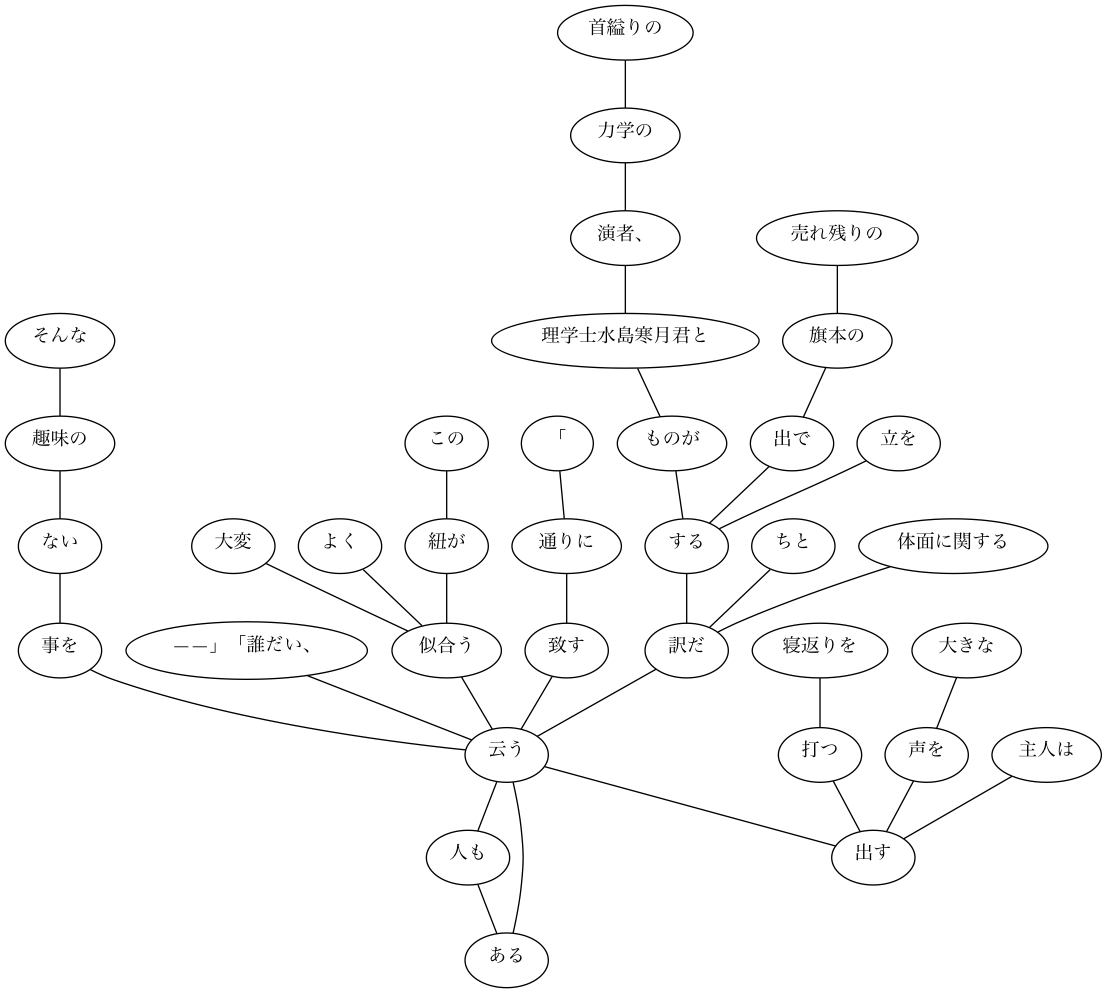 首縊りの
力学の
演者、
売れ残りの
そんな
理学士水島寒月君と
旗本の
趣味の
この
「
ものが
出で
立を
ない
大変
よく
紐が
通りに
する
ちと
体面に関する
事を
――」「誰だい、
似合う
致す
訳だ
寝返りを
大きな
云う
打つ
声を
主人は
人も
出す
ある